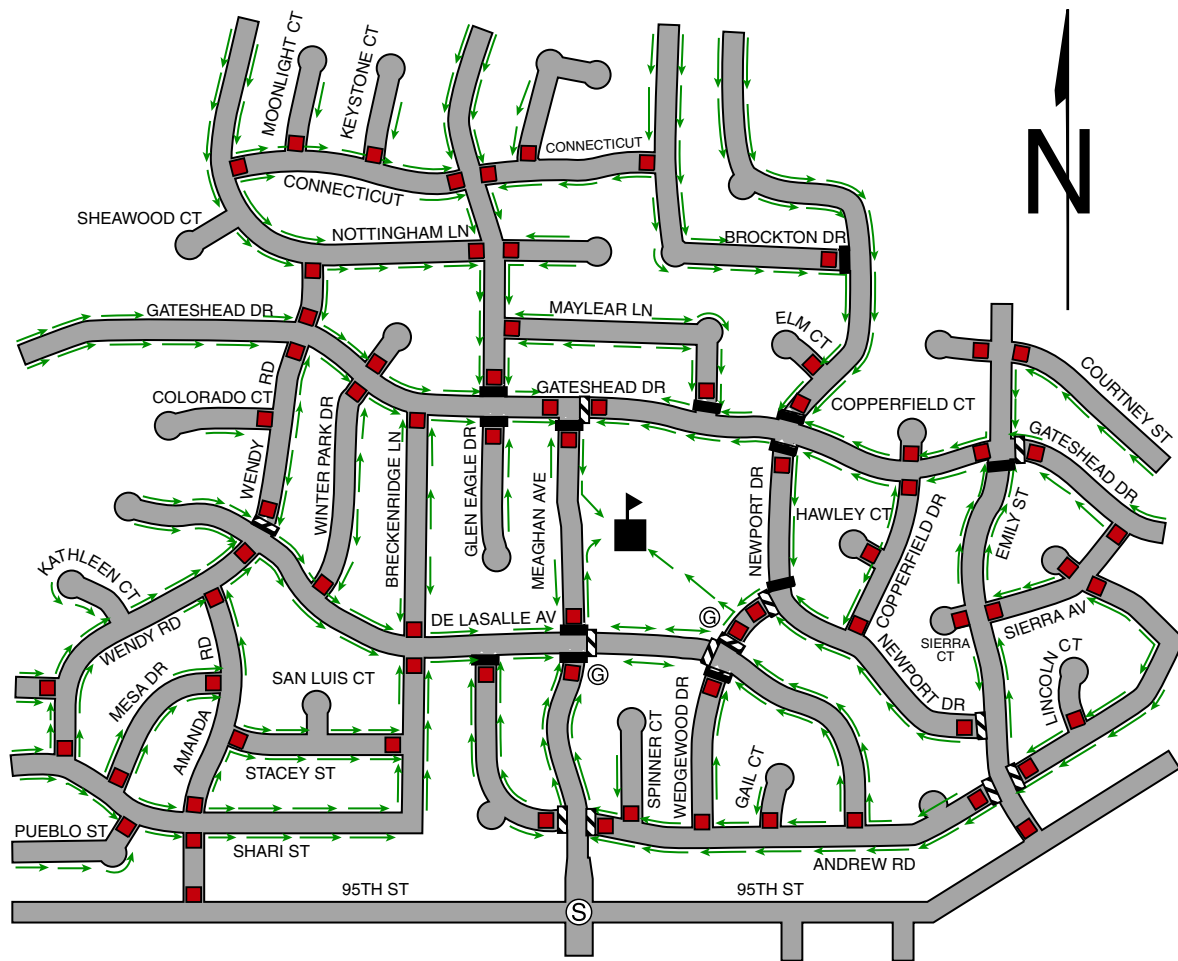 MOONLIGHT CT
KEYSTONE CT
CONNECTICUT
CONNECTICUT
N
SHEAWOOD CT
NOTTINGHAM LN
BROCKTON DR
GATESHEAD DR
MAYLEAR LN
ELM CT
COURTNEY ST
COLORADO CT
WENDY RD
WINTER PARK DR
GATESHEAD DR
COPPERFIELD CT
GATESHEAD DR
BRECKENRIDGE LN
GLEN EAGLE DR
MEAGHAN AVE
NEWPORT DR
HAWLEY CT
COPPERFIELD DR
EMILY ST
KATHLEEN CT
WENDY RD
DE LASALLE AV
G
SIERRA AV
SIERRA
CT
MESA DR
AMANDA RD
SAN LUIS CT
G
WEDGEWOOD DR
NEWPORT DR
LINCOLN CT
STACEY ST
SPINNER CT
GAIL CT
PUEBLO ST
SHARI ST
ANDREW RD
95TH ST
S
95TH ST